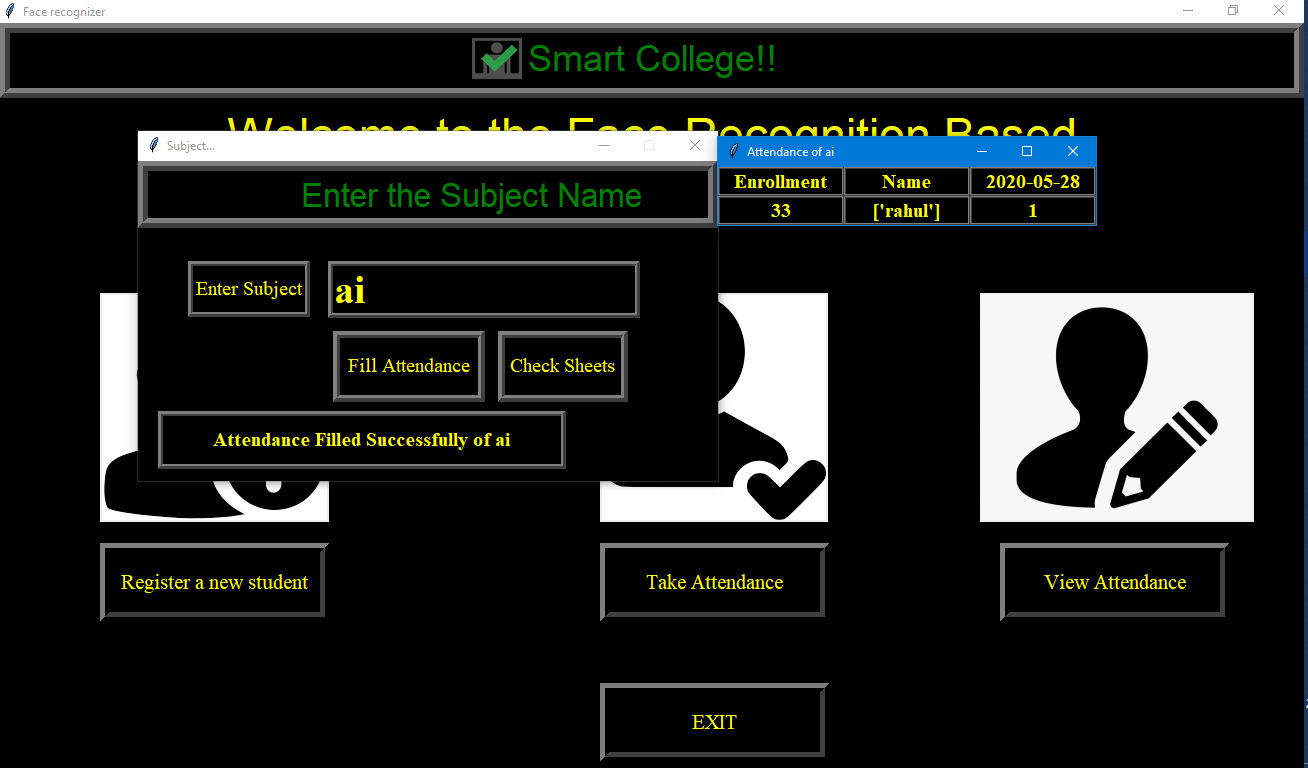 Face recognizer
Smart College!!
Welcome to the Face Recognition Based
Subject...
Enter the Subject Name
Enter Subject
ai
Fill Attendance
Check Sheets
Attendance Filled Successfully of ai
Attendance of ai
Enrollment Name 2020-05-28
33 ['rahul'] 1
Register a new student
Take Attendance
View Attendance
EXIT